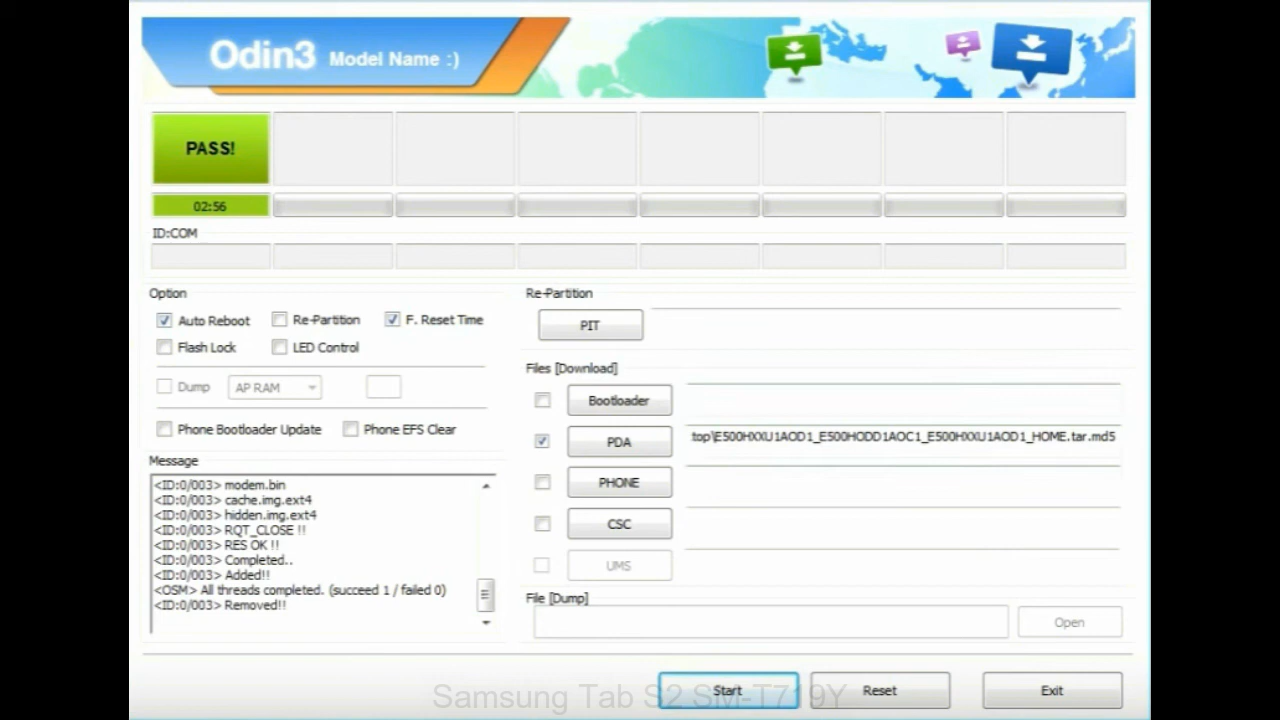 Odin3 Model Name :)
PASS!
02:56
ID:COM
Option
Auto Reboot Re-Partition F. Reset Time
Flash Lock LED Control
Dump AP RAM
Phone Bootloader Update Phone EFS Clear
Message
<ID:0/003> modem.bin
<ID:0/003> cache.img.ext4
<ID:0/003> hidden.img.ext4
<ID:0/003> RQT_CLOSE !!
<ID:0/003> RES OK !!
<ID:0/003> Completed..
<ID:0/003> Added!!
<OSM> All threads completed. (succeed 1 / failed 0)
<ID:0/003> Removed!!
Re-Partition
PIT
Files [Download]
Bootloader
PDA top\E500HXXU1AOD1_E500HODD1AOC1_E500HXXU1AOD1_HOME.tar.md5
PHONE
CSC
UMS
File [Dump]
Open
Start Reset Exit
Samsung Tab S2 SM-T719Y